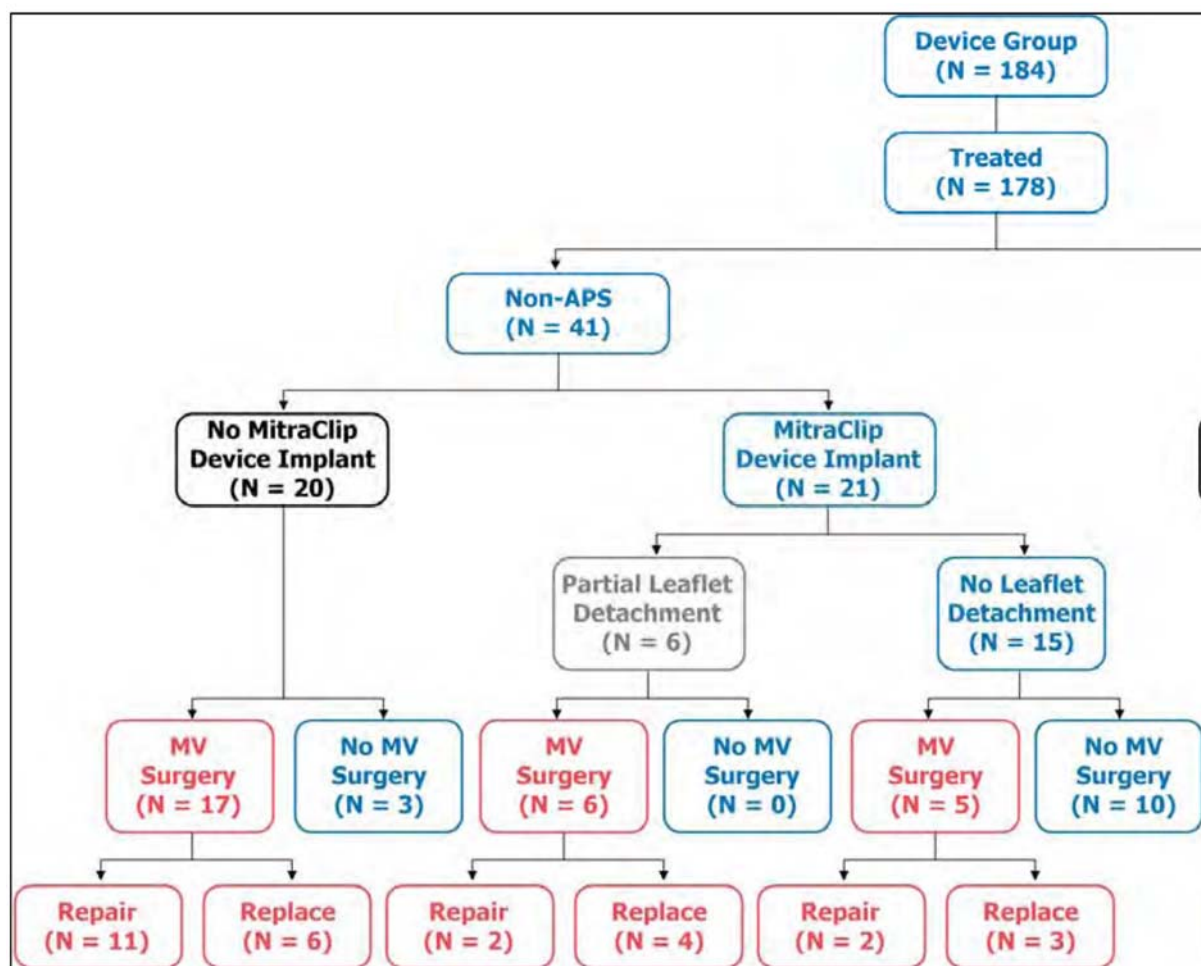 Device Group
(N = 184)
Treated
(N = 178)
Non-APS
(N = 41)
No MitraClip
Device Implant
(N = 20)
MitraClip
Device Implant
(N = 21)
Partial Leaflet
Detachment
(N = 6)
No Leaflet
Detachment
(N = 15)
MV
Surgery
(N = 17)
No MV
Surgery
(N = 3)
MV
Surgery
(N = 6)
No MV
Surgery
(N = 0)
MV
Surgery
(N = 5)
No MV
Surgery
(N = 10)
Repair
(N = 11)
Replace
(N = 6)
Repair
(N = 2)
Replace
(N = 4)
Repair
(N = 2)
Replace
(N = 3)